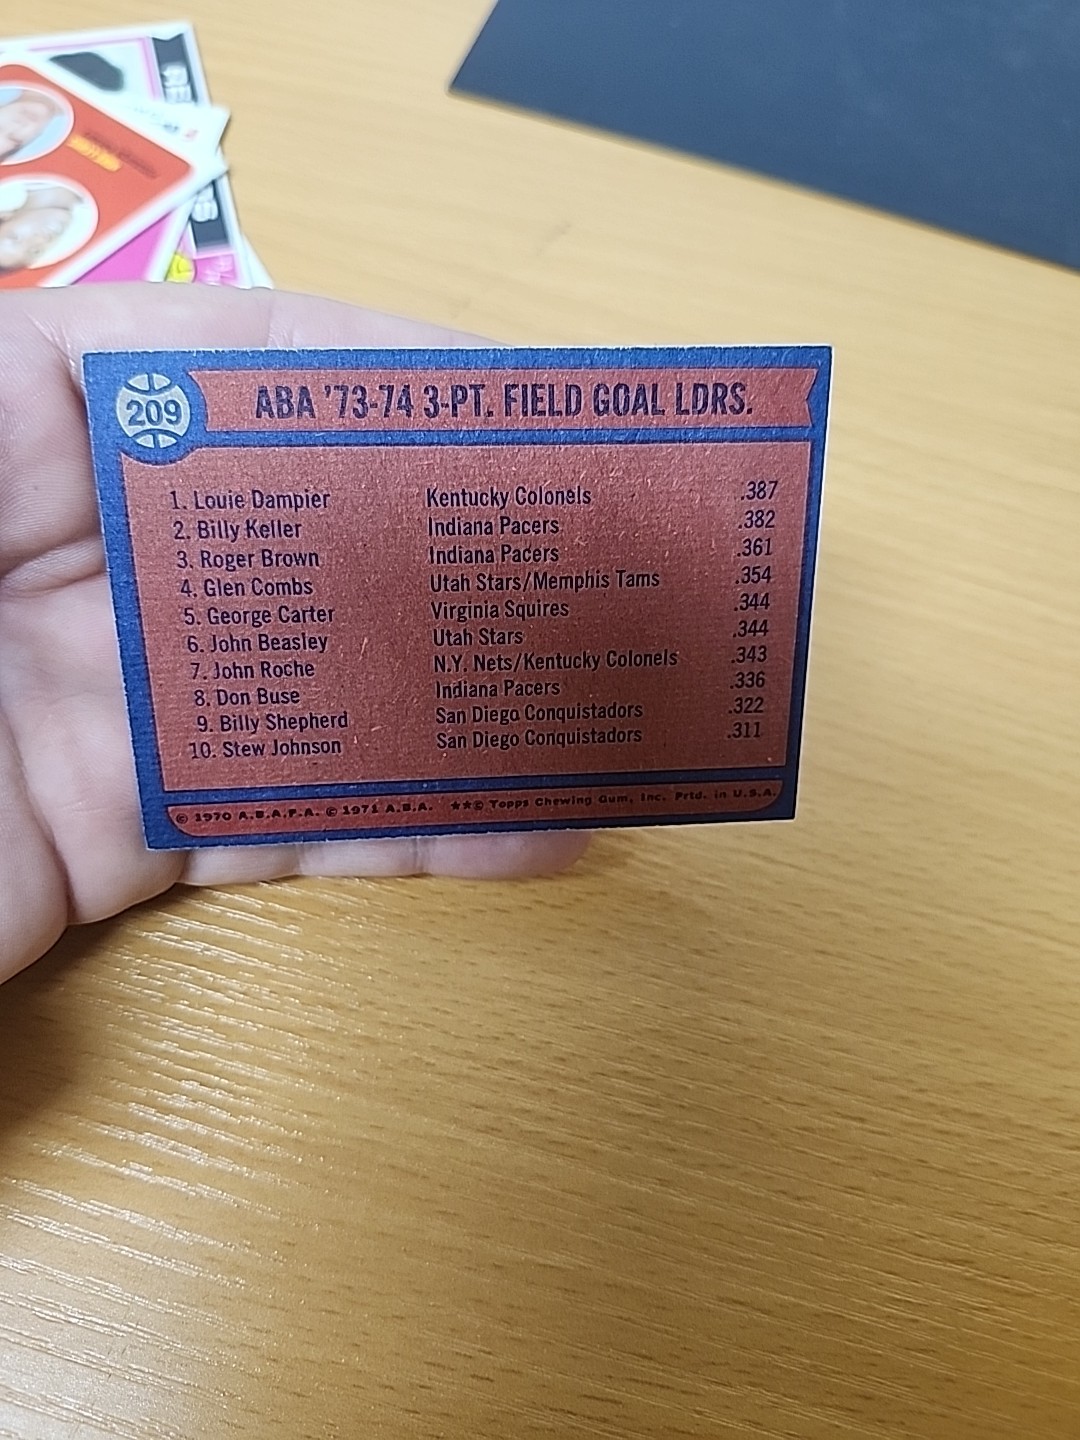 209
ABA '73-74 3-PT. FIELD GOAL LDRS.
1. Louie Dampier Kentucky Colonels .387
2. Billy Keller Indiana Pacers .382
3. Roger Brown Indiana Pacers .361
4. Glen Combs Utah Stars/Memphis Tams .354
5. George Carter Virginia Squires .344
6. John Beasley Utah Stars .344
7. John Roche N.Y. Nets/Kentucky Colonels .343
8. Don Buse Indiana Pacers .336
9. Billy Shepherd San Diego Conquistadors .322
10. Stew Johnson San Diego Conquistadors .311
© 1970 A.B.A.P.A. © 1971 A.B.A. ★★© Topps Chewing Gum, Inc. Prtd. in U.S.A.